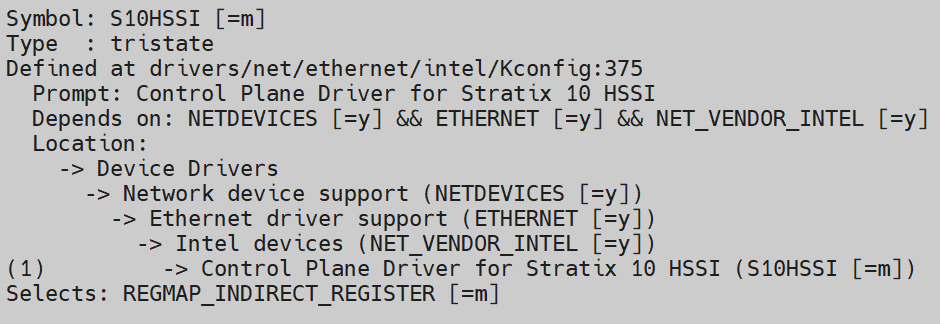 Symbol: S10HSSI [=m]
Type  : tristate
Defined at drivers/net/ethernet/intel/Kconfig:375
  Prompt: Control Plane Driver for Stratix 10 HSSI
  Depends on: NETDEVICES [=y] && ETHERNET [=y] && NET_VENDOR_INTEL [=y]
  Location:
    -> Device Drivers
      -> Network device support (NETDEVICES [=y])
        -> Ethernet driver support (ETHERNET [=y])
          -> Intel devices (NET_VENDOR_INTEL [=y])
(1)         -> Control Plane Driver for Stratix 10 HSSI (S10HSSI [=m])
Selects: REGMAP_INDIRECT_REGISTER [=m]